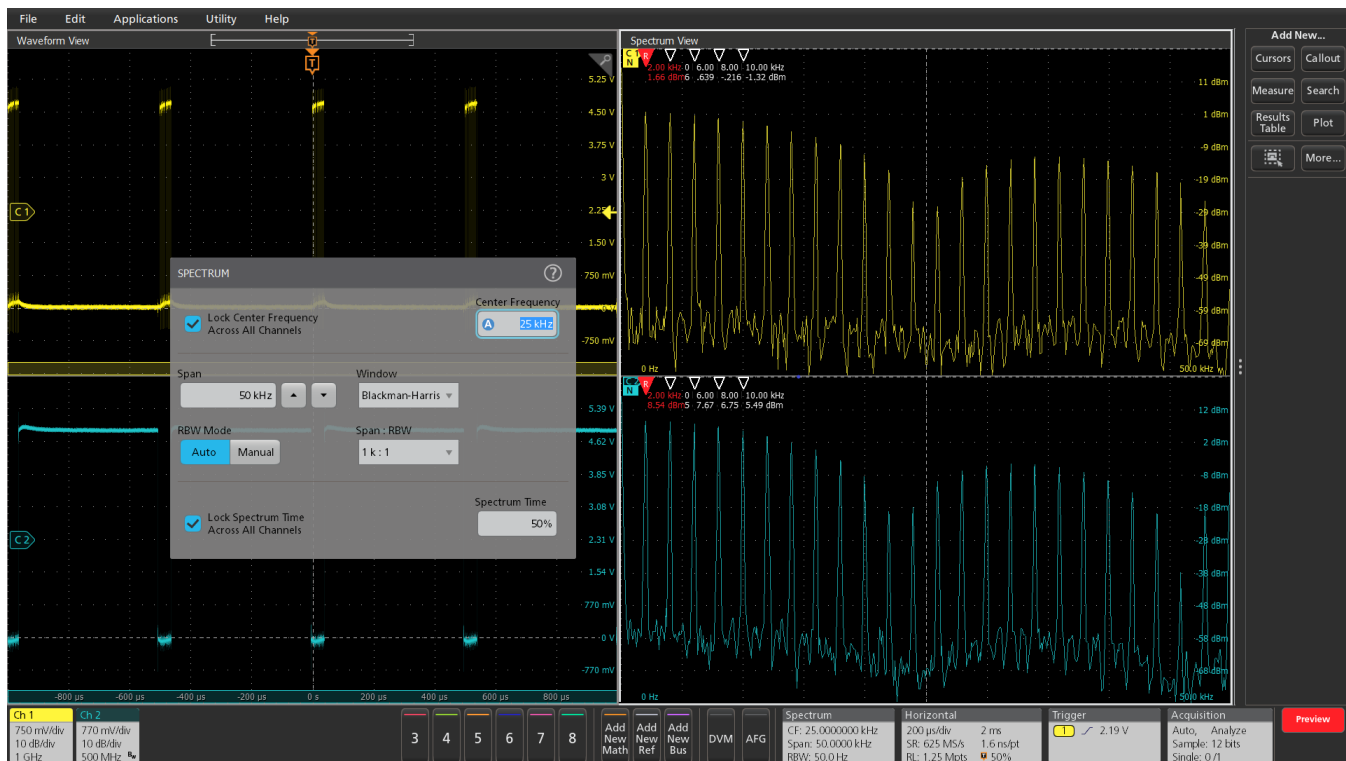 File Edit Applications Utility Help
Waveform View
T
T
5.25 V
4.50 V
3.75 V
3 V
2.25 V
1.50 V
750 mV
0 V
-750 mV
C 1
5.39 V
4.62 V
3.85 V
3.08 V
2.31 V
1.54 V
770 mV
0 V
-770 mV
C 2
-800 µs -600 µs -400 µs -200 µs 0 s 200 µs 400 µs 600 µs 800 µs
SPECTRUM ?
Lock Center Frequency
Across All Channels
Center Frequency
A 25 kHz
Span Window
50 kHz Blackman-Harris
RBW Mode Span : RBW
Auto Manual 1 k : 1
Lock Spectrum Time
Across All Channels
Spectrum Time
50%
Spectrum View
C 1
N
R
2.00 kHz 0 6.00 8.00 10.00 kHz
1.66 dBm 6 .639 -.216 -1.32 dBm
11 dBm
1 dBm
-9 dBm
-19 dBm
-29 dBm
-39 dBm
-49 dBm
-59 dBm
-69 dBm
0 Hz 50.0 kHz
C 2
N
R
2.00 kHz 0 6.00 8.00 10.00 kHz
8.54 dBm 5 7.67 6.75 5.49 dBm
12 dBm
2 dBm
-8 dBm
-18 dBm
-28 dBm
-38 dBm
-48 dBm
-58 dBm
-68 dBm
0 Hz 50.0 kHz
Add New...
Cursors Callout
Measure Search
Results
Table
Plot
More...
Ch 1
750 mV/div
10 dB/div
1 GHz
Ch 2
770 mV/div
10 dB/div
500 MHz Bw
3 4 5 6 7 8
Add
New
Math
Add
New
Ref
Add
New
Bus
DVM AFG
Spectrum
CF: 25.0000000 kHz
Span: 50.0000 kHz
RBW: 50.0 Hz
Horizontal
200 µs/div 2 ms
SR: 625 MS/s 1.6 ns/pt
RL: 1.25 Mpts 50%
Trigger
1 2.19 V
Acquisition
Auto, Analyze
Sample: 12 bits
Single: 0 /1
Preview